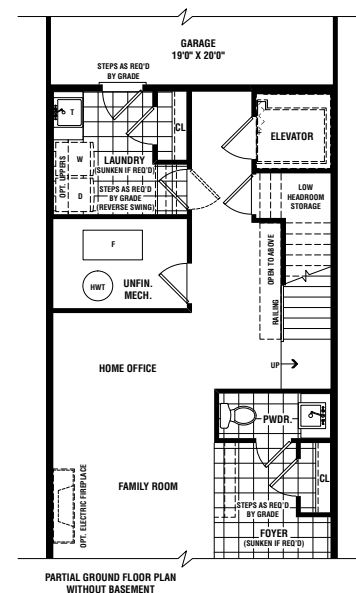 GARAGE
19'0" X 20'0"
STEPS AS REQ'D
BY GRADE
T
CL
ELEVATOR
W
LAUNDRY
(SUNKEN IF REQ'D)
OPT. UPPERS
D
STEPS AS REQ'D
BY GRADE
(REVERSE SWING)
LOW
HEADROOM
STORAGE
F
HWT
UNFIN.
MECH.
OPEN TO ABOVE
RAILING
UP
HOME OFFICE
PWDR.
FAMILY ROOM
OPT. ELECTRIC FIREPLACE
CL
STEPS AS REQ'D
BY GRADE
FOYER
(SUNKEN IF REQ'D)
PARTIAL GROUND FLOOR PLAN
WITHOUT BASEMENT